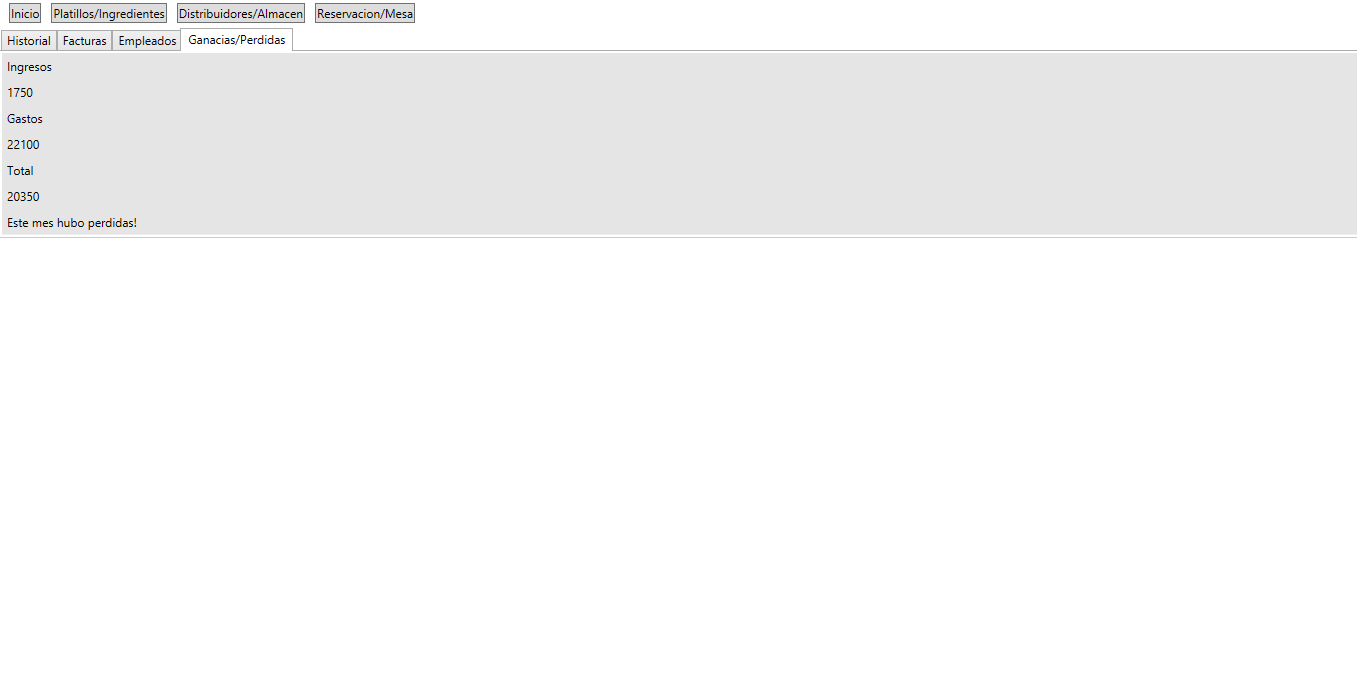 Inicio Platillos/Ingredientes Distribuidores/Almacen Reservacion/Mesa
Historial Facturas Empleados Ganacias/Perdidas
Ingresos
1750
Gastos
22100
Total
20350
Este mes hubo perdidas!